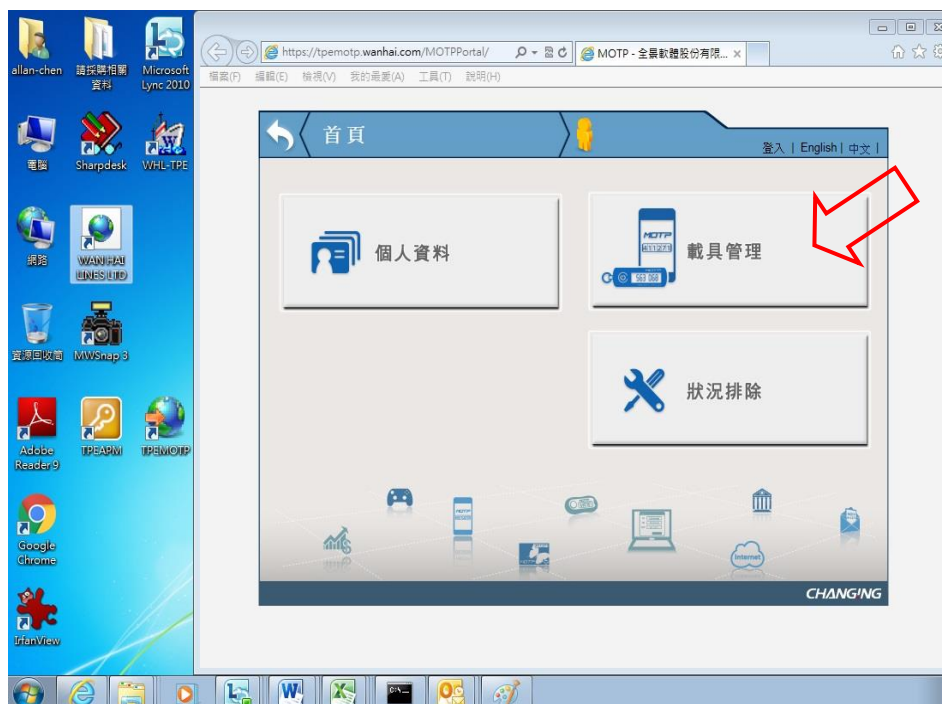 allan-chen
請採購相關
資料
Microsoft
Lync 2010
電腦
Sharpdesk
WHL-TPE
網路
WANHAI
LINES LTD
資源回收筒
MWSnap 3
Adobe
Reader 9
TPEAPM
TPEMOTP
Google
Chrome
IrfanView
https://tpemotp.wanhai.com/MOTPPortal/
MOTP - 全景軟體股份有限...
檔案(F) 編輯(E) 檢視(V) 我的最愛(A) 工具(T) 說明(H)
首頁
登入 | English | 中文 |
個人資料
MOTP
載具管理
狀況排除
Internet
CHANGING